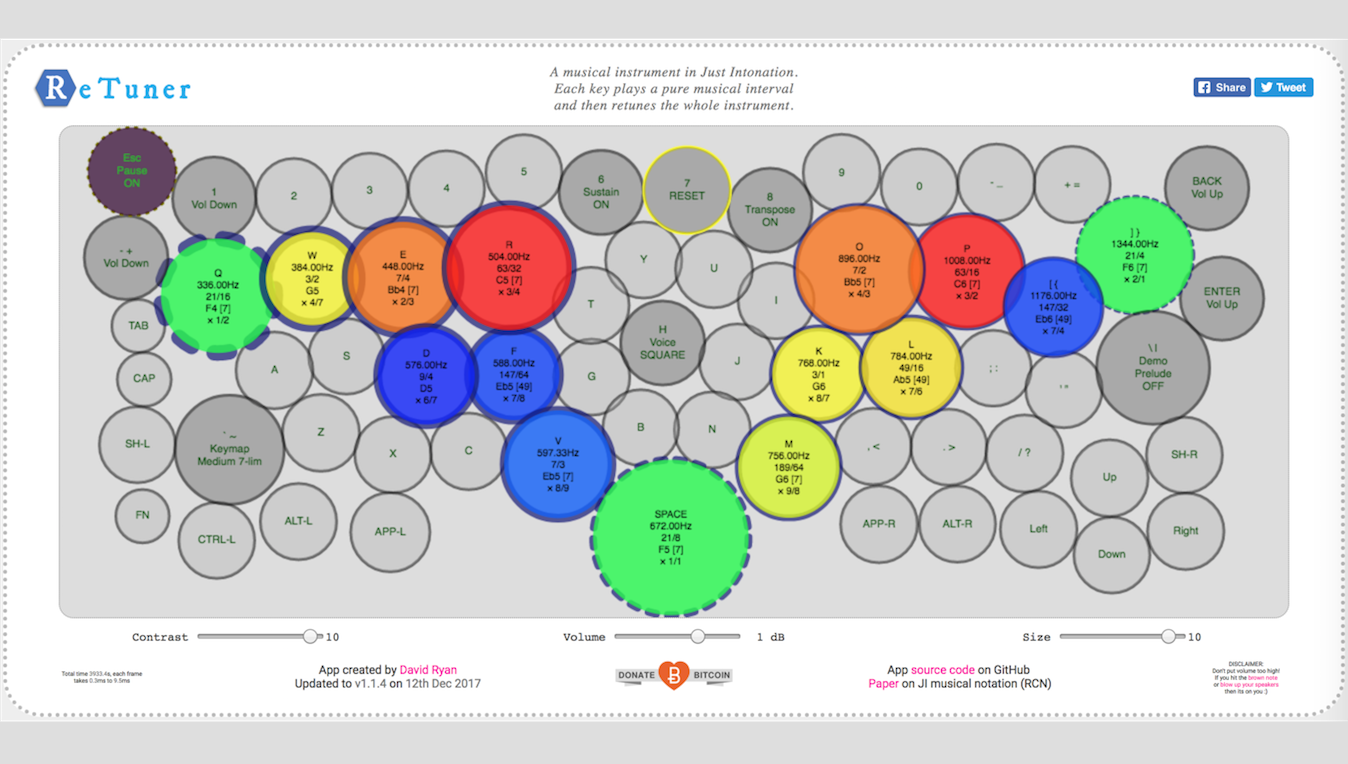 ReTuner
A musical instrument in Just Intonation.
Each key plays a pure musical interval
and then retunes the whole instrument.
Share
Tweet
Esc
Pause
ON
1
Vol Down
2
3
4
5
6
Sustain
ON
7
RESET
8
Transpose
ON
9
0
- _
+ =
BACK
Vol Up
- +
Vol Down
Q
336.00Hz
21/16
F4 [7]
× 1/2
W
384.00Hz
3/2
G5
× 4/7
E
448.00Hz
7/4
Bb4 [7]
× 2/3
R
504.00Hz
63/32
C5 [7]
× 3/4
T
Y
U
I
O
896.00Hz
7/2
Bb5 [7]
× 4/3
P
1008.00Hz
63/16
C6 [7]
× 3/2
[ {
1176.00Hz
147/32
Eb6 [49]
× 7/4
] }
1344.00Hz
21/4
F6 [7]
× 2/1
ENTER
Vol Up
TAB
CAP
A
S
D
576.00Hz
9/4
D5
× 6/7
F
588.00Hz
147/64
Eb5 [49]
× 7/8
G
H
Voice
SQUARE
J
K
768.00Hz
3/1
G6
× 8/7
L
784.00Hz
49/16
Ab5 [49]
× 7/6
; :
' "
\ |
Demo
Prelude
OFF
SH-L
` ~
Keymap
Medium 7-lim
Z
X
C
V
597.33Hz
7/3
Eb5 [7]
× 8/9
B
N
M
756.00Hz
189/64
G6 [7]
× 9/8
, <
. >
/ ?
Up
SH-R
FN
CTRL-L
ALT-L
APP-L
SPACE
672.00Hz
21/8
F5 [7]
× 1/1
APP-R
ALT-R
Left
Down
Right
Contrast 10
Volume 1 dB
Size 10
Total time 3933.4s, each frame
takes 0.3ms to 9.5ms
App created by David Ryan
Updated to v1.1.4 on 12th Dec 2017
DONATE BITCOIN
App source code on GitHub
Paper on JI musical notation (RCN)
DISCLAIMER:
Don't put volume too high!
If you hit the brown note
or blow up your speakers
then its on you :)